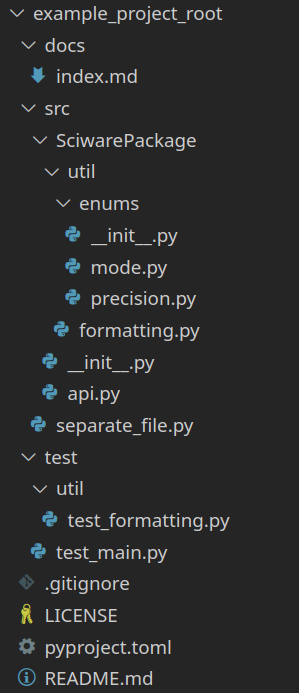 example_project_root
docs
index.md
src
SciwarePackage
util
enums
__init__.py
mode.py
precision.py
formatting.py
__init__.py
api.py
separate_file.py
test
util
test_formatting.py
test_main.py
.gitignore
LICENSE
pyproject.toml
README.md